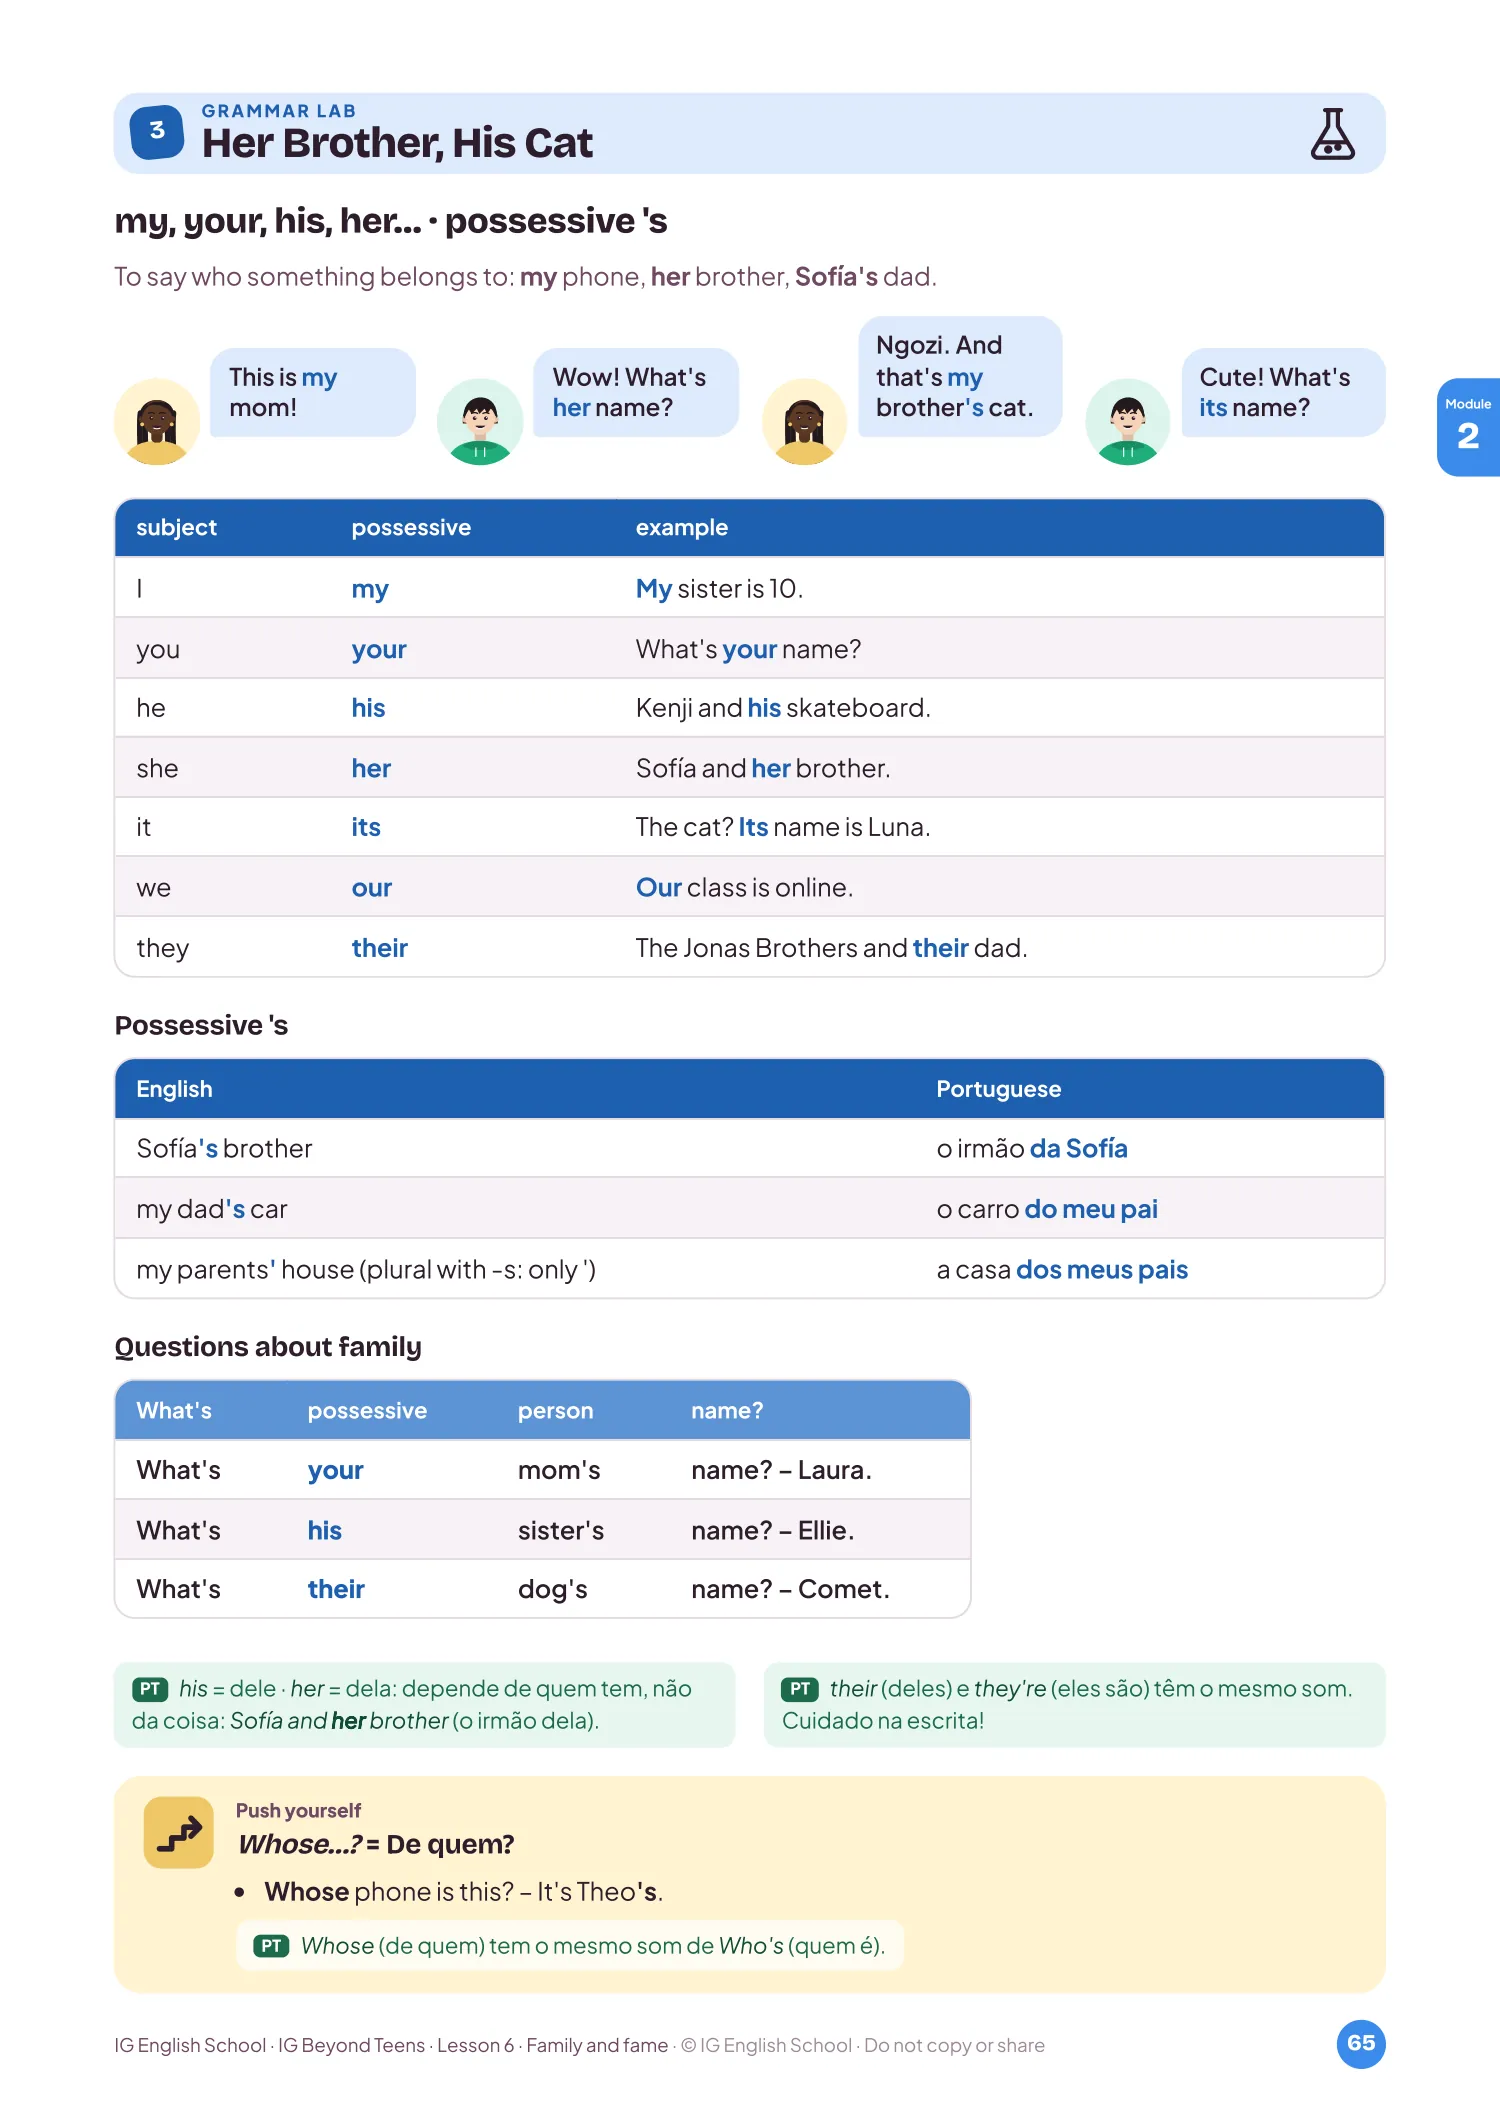 3
GRAMMAR LAB
Her Brother, His Cat
my, your, his, her... · possessive 's
To say who something belongs to: my phone, her brother, Sofía's dad.
This is my
mom!
Wow! What's
her name?
Ngozi. And
that's my
brother's cat.
Cute! What's
its name?
Module
2
subject possessive example
I my My sister is 10.
you your What's your name?
he his Kenji and his skateboard.
she her Sofía and her brother.
it its The cat? Its name is Luna.
we our Our class is online.
they their The Jonas Brothers and their dad.
Possessive 's
English Portuguese
Sofía's brother o irmão da Sofía
my dad's car o carro do meu pai
my parents' house (plural with -s: only ') a casa dos meus pais
Questions about family
What's possessive person name?
What's your mom's name? – Laura.
What's his sister's name? – Ellie.
What's their dog's name? – Comet.
PT his = dele · her = dela: depende de quem tem, não
da coisa: Sofía and her brother (o irmão dela).
PT their (deles) e they're (eles são) têm o mesmo som.
Cuidado na escrita!
Push yourself
Whose...? = De quem?
• Whose phone is this? – It's Theo's.
PT Whose (de quem) tem o mesmo som de Who's (quem é).
IG English School · IG Beyond Teens · Lesson 6 · Family and fame · © IG English School · Do not copy or share
65